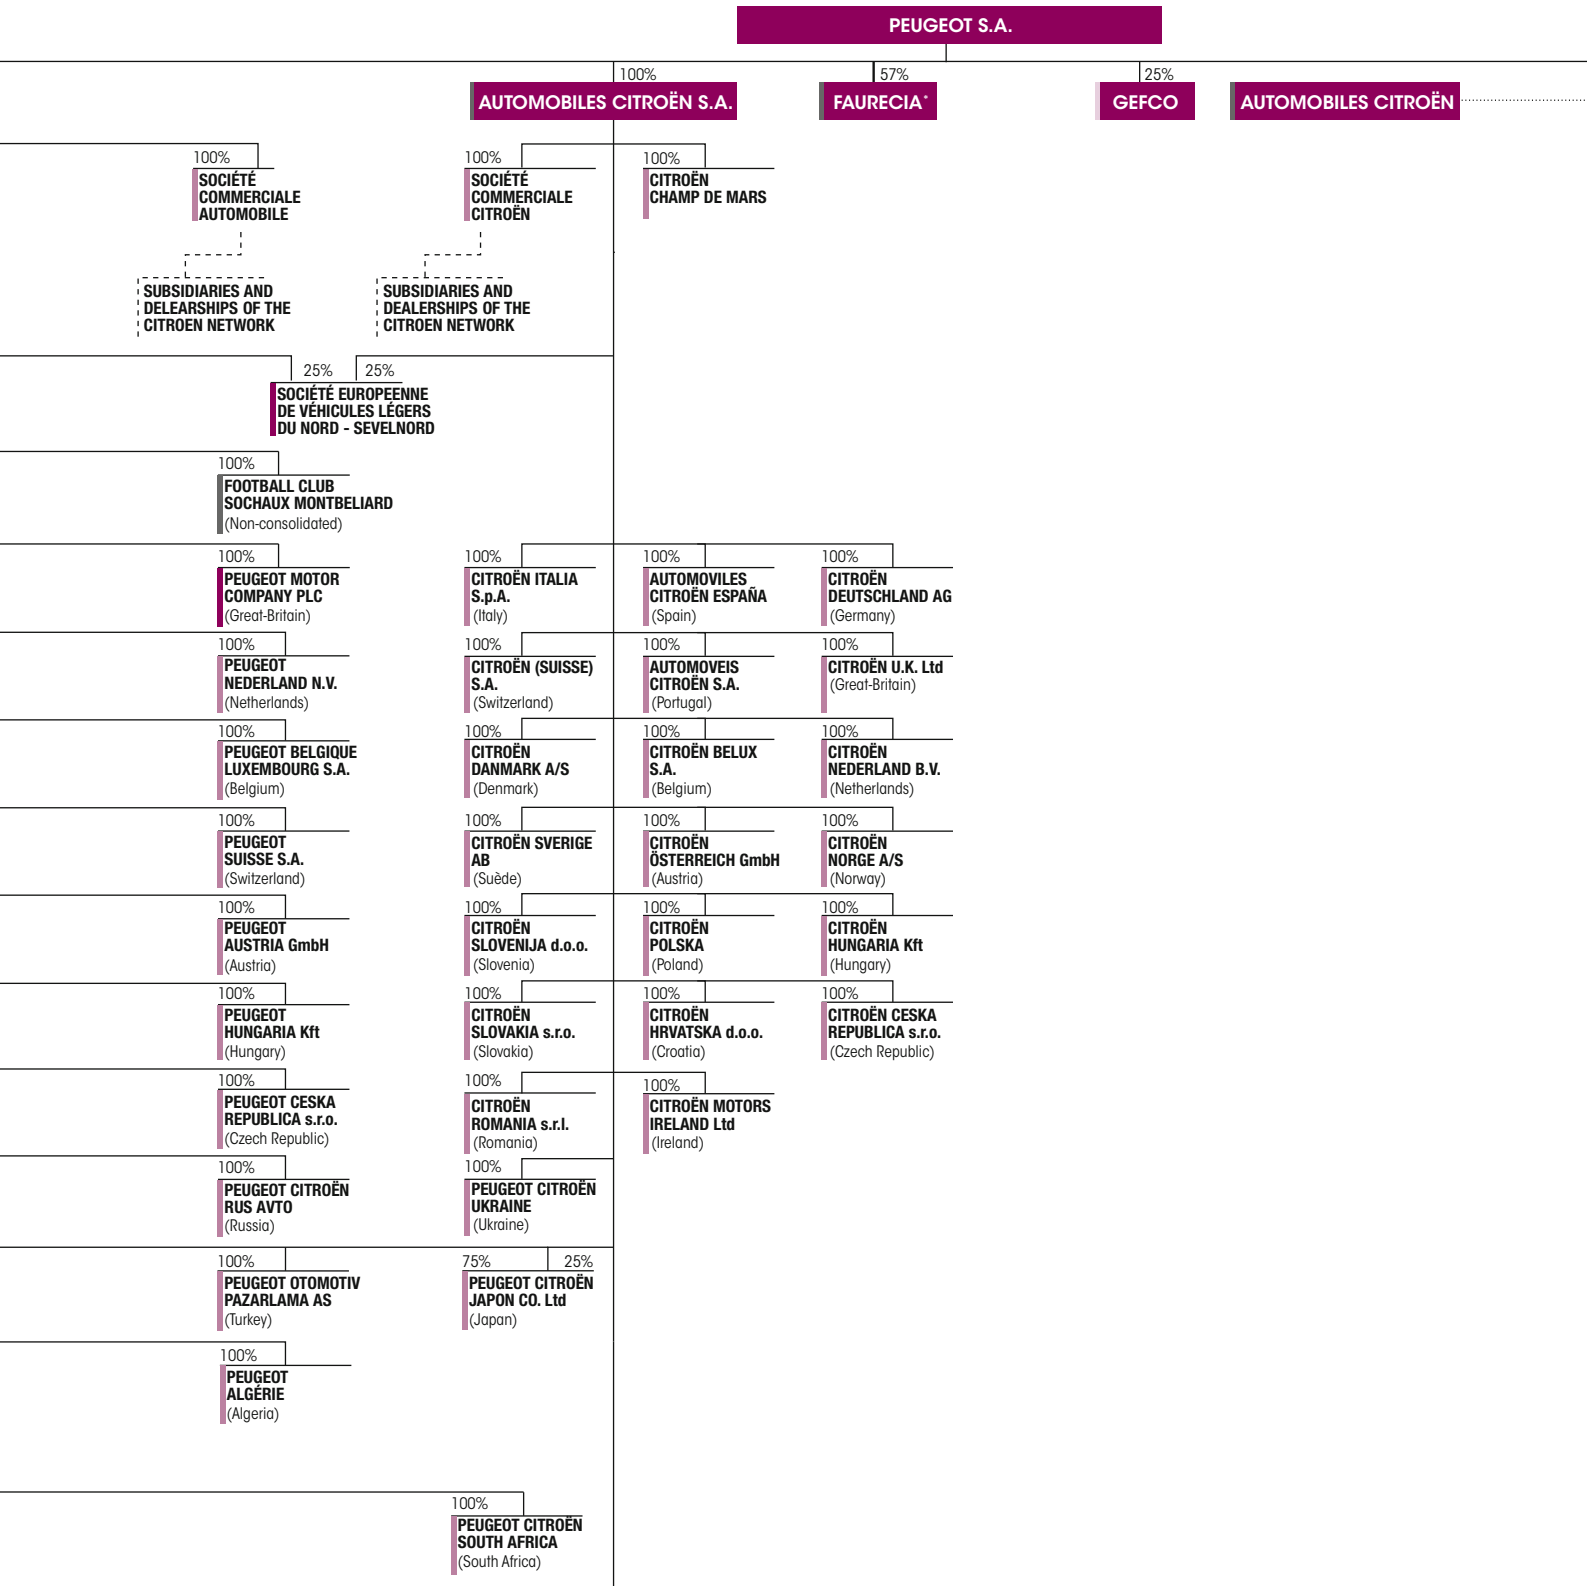 PEUGEOT S.A.
100%
57%
25%
AUTOMOBILES CITROËN S.A.
FAURECIA*
GEFCO
AUTOMOBILES CITROËN
100%
SOCIÉTÉ
COMMERCIALE
AUTOMOBILE
100%
SOCIÉTÉ
COMMERCIALE
CITROËN
100%
CITROËN
CHAMP DE MARS
SUBSIDIARIES AND
DELEARSHIPS OF THE
CITROEN NETWORK
SUBSIDIARIES AND
DEALERSHIPS OF THE
CITROEN NETWORK
25%
25%
SOCIÉTÉ EUROPEENNE
DE VÉHICULES LÉGERS
DU NORD - SEVELNORD
100%
FOOTBALL CLUB
SOCHAUX MONTBELIARD
(Non-consolidated)
100%
PEUGEOT MOTOR
COMPANY PLC
(Great-Britain)
100%
CITROËN ITALIA
S.p.A.
(Italy)
100%
AUTOMOVILES
CITROËN ESPAÑA
(Spain)
100%
CITROËN
DEUTSCHLAND AG
(Germany)
100%
PEUGEOT
NEDERLAND N.V.
(Netherlands)
100%
CITROËN (SUISSE)
S.A.
(Switzerland)
100%
AUTOMOVEIS
CITROËN S.A.
(Portugal)
100%
CITROËN U.K. Ltd
(Great-Britain)
100%
PEUGEOT BELGIQUE
LUXEMBOURG S.A.
(Belgium)
100%
CITROËN
DANMARK A/S
(Denmark)
100%
CITROËN BELUX
S.A.
(Belgium)
100%
CITROËN
NEDERLAND B.V.
(Netherlands)
100%
PEUGEOT
SUISSE S.A.
(Switzerland)
100%
CITROËN SVERIGE
AB
(Suède)
100%
CITROËN
ÖSTERREICH GmbH
(Austria)
100%
CITROËN
NORGE A/S
(Norway)
100%
PEUGEOT
AUSTRIA GmbH
(Austria)
100%
CITROËN
SLOVENIJA d.o.o.
(Slovenia)
100%
CITROËN
POLSKA
(Poland)
100%
CITROËN
HUNGARIA Kft
(Hungary)
100%
PEUGEOT
HUNGARIA Kft
(Hungary)
100%
CITROËN
SLOVAKIA s.r.o.
(Slovakia)
100%
CITROËN
HRVATSKA d.o.o.
(Croatia)
100%
CITROËN CESKA
REPUBLICA s.r.o.
(Czech Republic)
100%
PEUGEOT CESKA
REPUBLICA s.r.o.
(Czech Republic)
100%
CITROËN
ROMANIA s.r.l.
(Romania)
100%
CITROËN MOTORS
IRELAND Ltd
(Ireland)
100%
PEUGEOT CITROËN
RUS AVTO
(Russia)
100%
PEUGEOT CITROËN
UKRAINE
(Ukraine)
100%
PEUGEOT OTOMOTIV
PAZARLAMA AS
(Turkey)
75%
25%
PEUGEOT CITROËN
JAPON CO. Ltd
(Japan)
100%
PEUGEOT
ALGÉRIE
(Algeria)
100%
PEUGEOT CITROËN
SOUTH AFRICA
(South Africa)